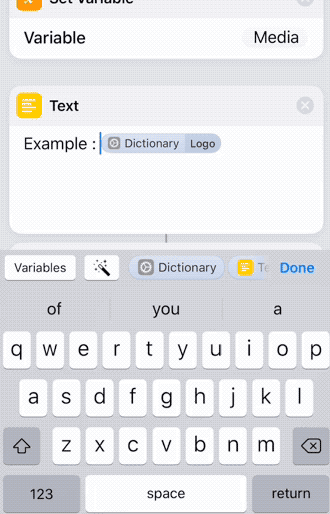 Set Variable
Variable Media
Text
Example : Dictionary Logo
Variables Dictionary Te Done
of you a
q w e r t y u i o p
a s d f g h j k l
z x c v b n m
123 space return